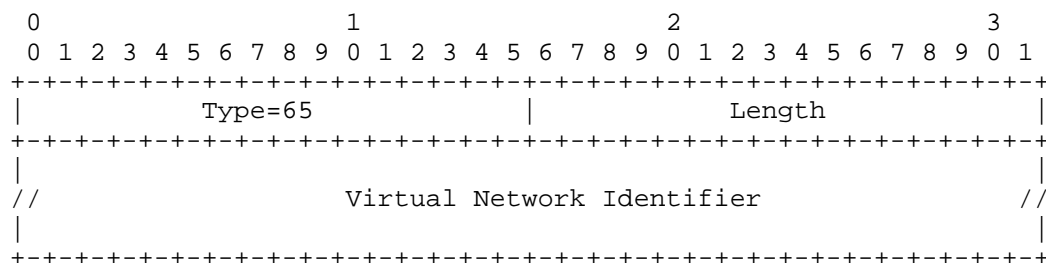 0                   1                   2                   3
 0 1 2 3 4 5 6 7 8 9 0 1 2 3 4 5 6 7 8 9 0 1 2 3 4 5 6 7 8 9 0 1
+-+-+-+-+-+-+-+-+-+-+-+-+-+-+-+-+-+-+-+-+-+-+-+-+-+-+-+-+-+-+-+-+
|           Type=65             |            Length             |
+-+-+-+-+-+-+-+-+-+-+-+-+-+-+-+-+-+-+-+-+-+-+-+-+-+-+-+-+-+-+-+-+
|                                                               |
//                   Virtual Network Identifier                //
|                                                               |
+-+-+-+-+-+-+-+-+-+-+-+-+-+-+-+-+-+-+-+-+-+-+-+-+-+-+-+-+-+-+-+-+